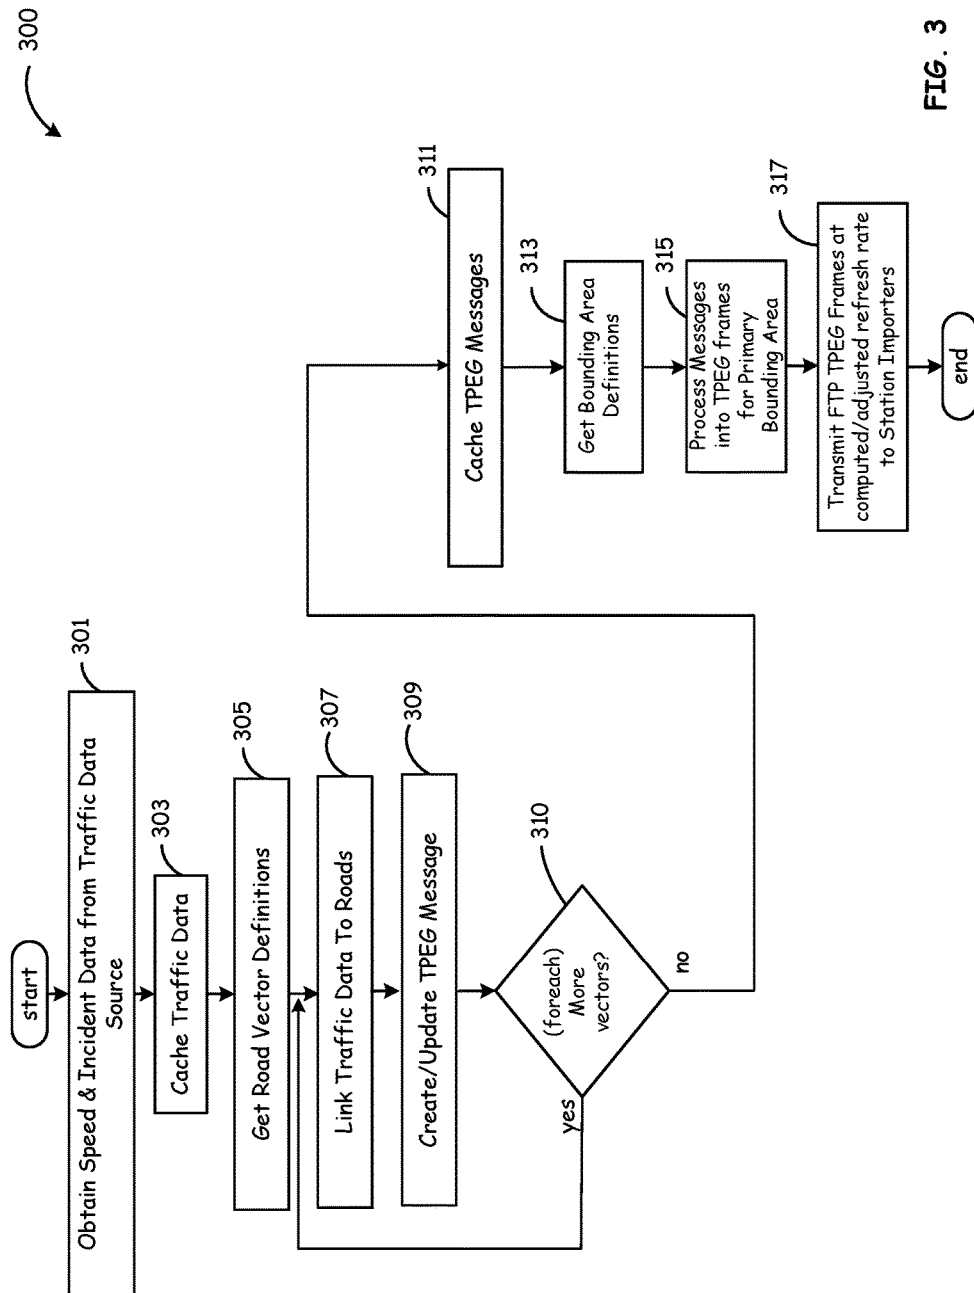 300
start
Obtain Speed & Incident Data from Traffic Data
Source
301
Cache Traffic Data
303
Get Road Vector Definitions
305
Link Traffic Data To Roads
307
Create/Update TPEG Message
309
(foreach)
More
vectors?
310
yes
no
Cache TPEG Messages
311
Get Bounding Area
Definitions
313
Process Messages
into TPEG frames
for Primary
Bounding Area
315
Transmit FTP TPEG Frames at
computed/adjusted refresh rate
to Station Importers
317
end
FIG. 3